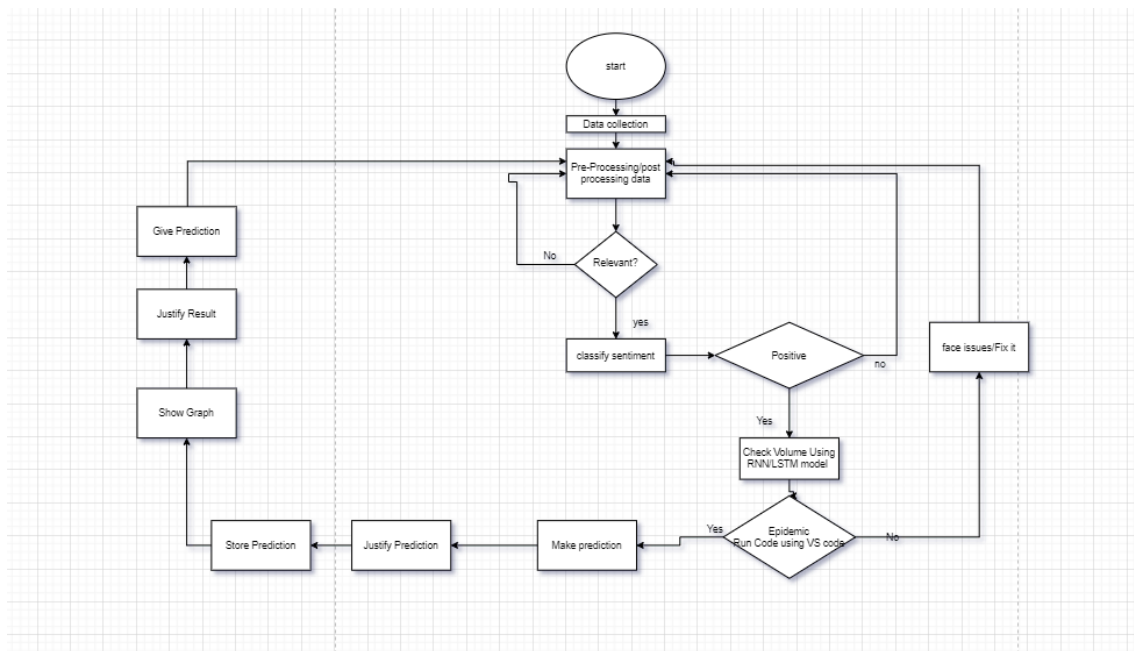 start
Data collection
Pre-Processing/post
processing data
Give Prediction
No
Relevant?
Justify Result
yes
face issues/Fix it
classify sentiment
Positive
no
Show Graph
Yes
Check Volume Using
RNN/LSTM model
Yes
Epidemic
Run Code using VS code
No
Store Prediction
Justify Prediction
Make prediction